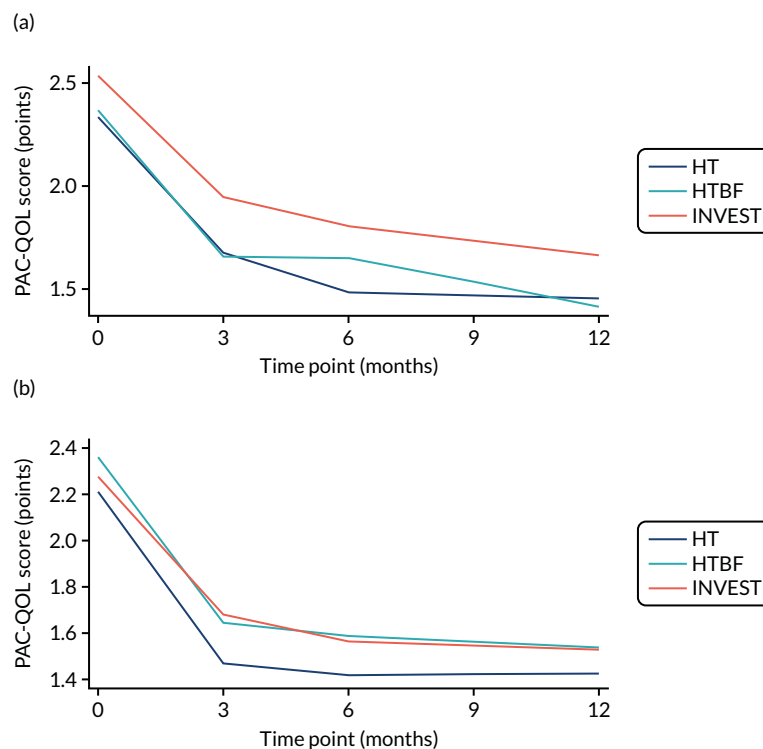 (a)
PAC-QOL score (points)
2.5
2.0
1.5
0 3 6 9 12
Time point (months)
HT
HTBF
INVEST
(b)
PAC-QOL score (points)
2.4
2.2
2.0
1.8
1.6
1.4
0 3 6 9 12
Time point (months)
HT
HTBF
INVEST